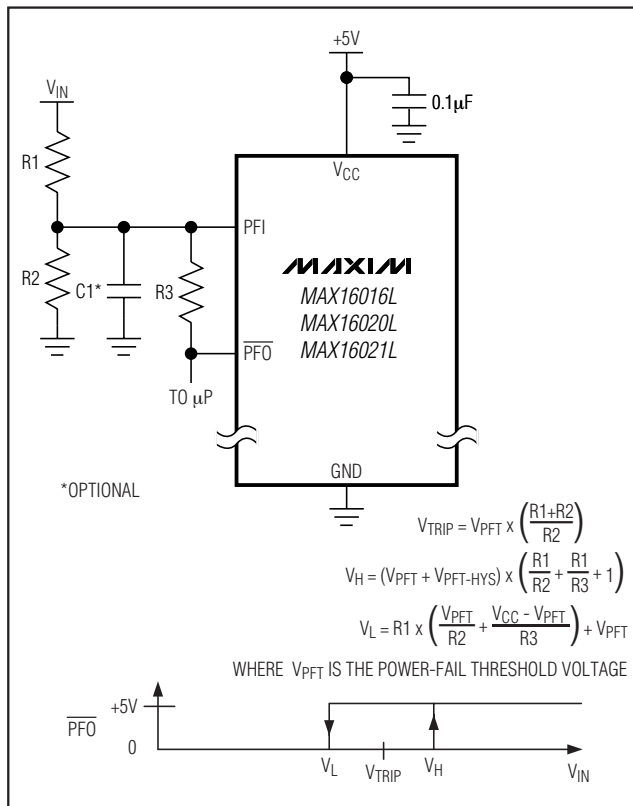 +5V
0.1μF
V_IN
R1
V_CC
PFI
R2
C1*
R3
MAXIM
MAX16016L
MAX16020L
MAX16021L
P̅F̅O̅
TO μP
GND
*OPTIONAL
V_TRIP = V_PFT x ((R1+R2)/R2)
V_H = (V_PFT + V_PFT-HYS) x (R1/R2 + R1/R3 + 1)
V_L = R1 x (V_PFT/R2 + (V_CC - V_PFT)/R3) + V_PFT
WHERE V_PFT IS THE POWER-FAIL THRESHOLD VOLTAGE
+5V
P̅F̅O̅
0
V_L
V_TRIP
V_H
V_IN